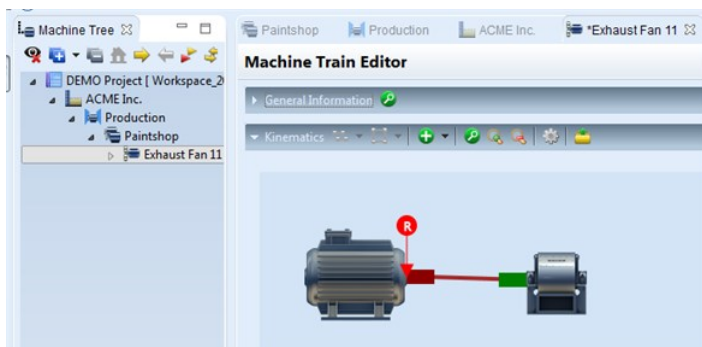 Machine Tree
Paintshop
Production
ACME Inc.
*Exhaust Fan 11
Machine Train Editor
DEMO Project [ Workspace_20
ACME Inc.
Production
Paintshop
Exhaust Fan 11
General Information
Kinematics
R